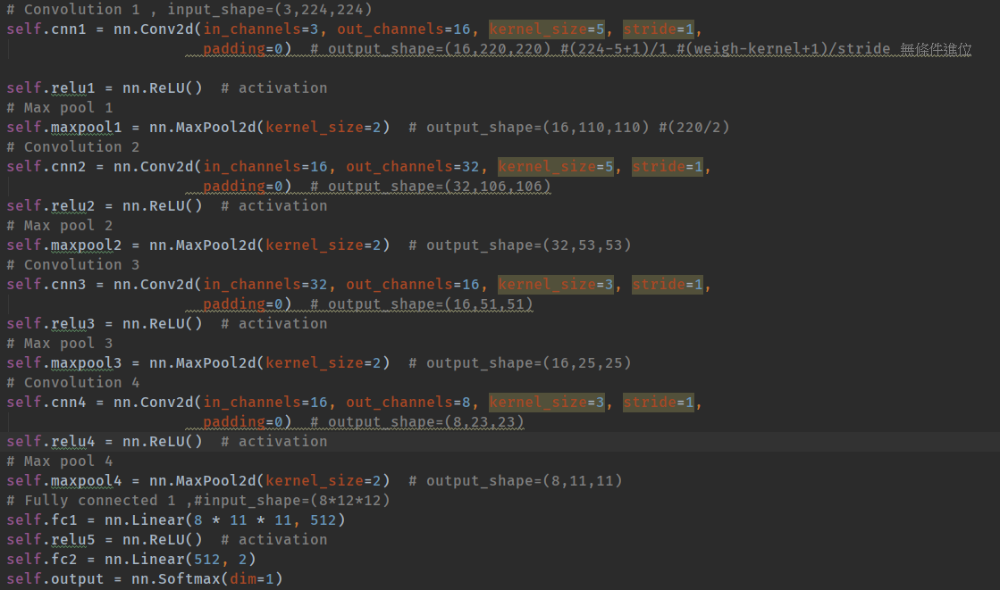 # Convolution 1 , input_shape=(3,224,224)
self.cnn1 = nn.Conv2d(in_channels=3, out_channels=16, kernel_size=5, stride=1,
padding=0)  # output_shape=(16,220,220) #(224-5+1)/1 #(weigh-kernel+1)/stride 無條件進位
self.relu1 = nn.ReLU()  # activation
# Max pool 1
self.maxpool1 = nn.MaxPool2d(kernel_size=2)  # output_shape=(16,110,110) #(220/2)
# Convolution 2
self.cnn2 = nn.Conv2d(in_channels=16, out_channels=32, kernel_size=5, stride=1,
padding=0)  # output_shape=(32,106,106)
self.relu2 = nn.ReLU()  # activation
# Max pool 2
self.maxpool2 = nn.MaxPool2d(kernel_size=2)  # output_shape=(32,53,53)
# Convolution 3
self.cnn3 = nn.Conv2d(in_channels=32, out_channels=16, kernel_size=3, stride=1,
padding=0)  # output_shape=(16,51,51)
self.relu3 = nn.ReLU()  # activation
# Max pool 3
self.maxpool3 = nn.MaxPool2d(kernel_size=2)  # output_shape=(16,25,25)
# Convolution 4
self.cnn4 = nn.Conv2d(in_channels=16, out_channels=8, kernel_size=3, stride=1,
padding=0)  # output_shape=(8,23,23)
self.relu4 = nn.ReLU()  # activation
# Max pool 4
self.maxpool4 = nn.MaxPool2d(kernel_size=2)  # output_shape=(8,11,11)
# Fully connected 1 ,#input_shape=(8*12*12)
self.fc1 = nn.Linear(8 * 11 * 11, 512)
self.relu5 = nn.ReLU()  # activation
self.fc2 = nn.Linear(512, 2)
self.output = nn.Softmax(dim=1)